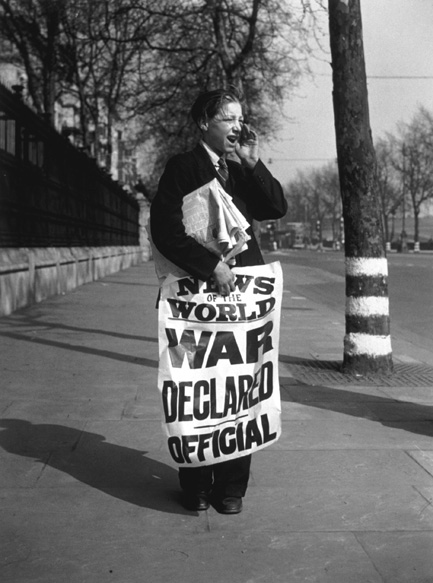 NEWS
OF THE
WORLD
WAR
DECLARED
OFFICIAL